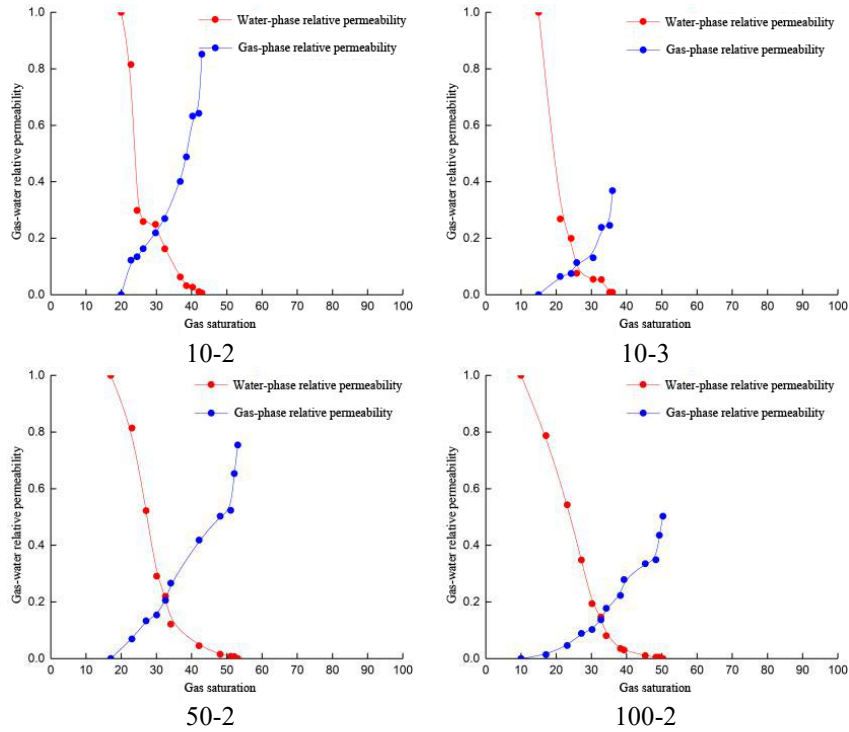 1.0
0.8
0.6
0.4
0.2
0.0
Gas-water relative permeability
Water-phase relative permeability
Gas-phase relative permeability
0 10 20 30 40 50 60 70 80 90 100
Gas saturation
10-2
1.0
0.8
0.6
0.4
0.2
0.0
Gas-water relative permeability
Water-phase relative permeability
Gas-phase relative permeability
0 10 20 30 40 50 60 70 80 90 100
Gas saturation
10-3
1.0
0.8
0.6
0.4
0.2
0.0
Gas-water relative permeability
Water-phase relative permeability
Gas-phase relative permeability
0 10 20 30 40 50 60 70 80 90 100
Gas saturation
50-2
1.0
0.8
0.6
0.4
0.2
0.0
Gas-water relative permeability
Water-phase relative permeability
Gas-phase relative permeability
0 10 20 30 40 50 60 70 80 90 100
Gas saturation
100-2